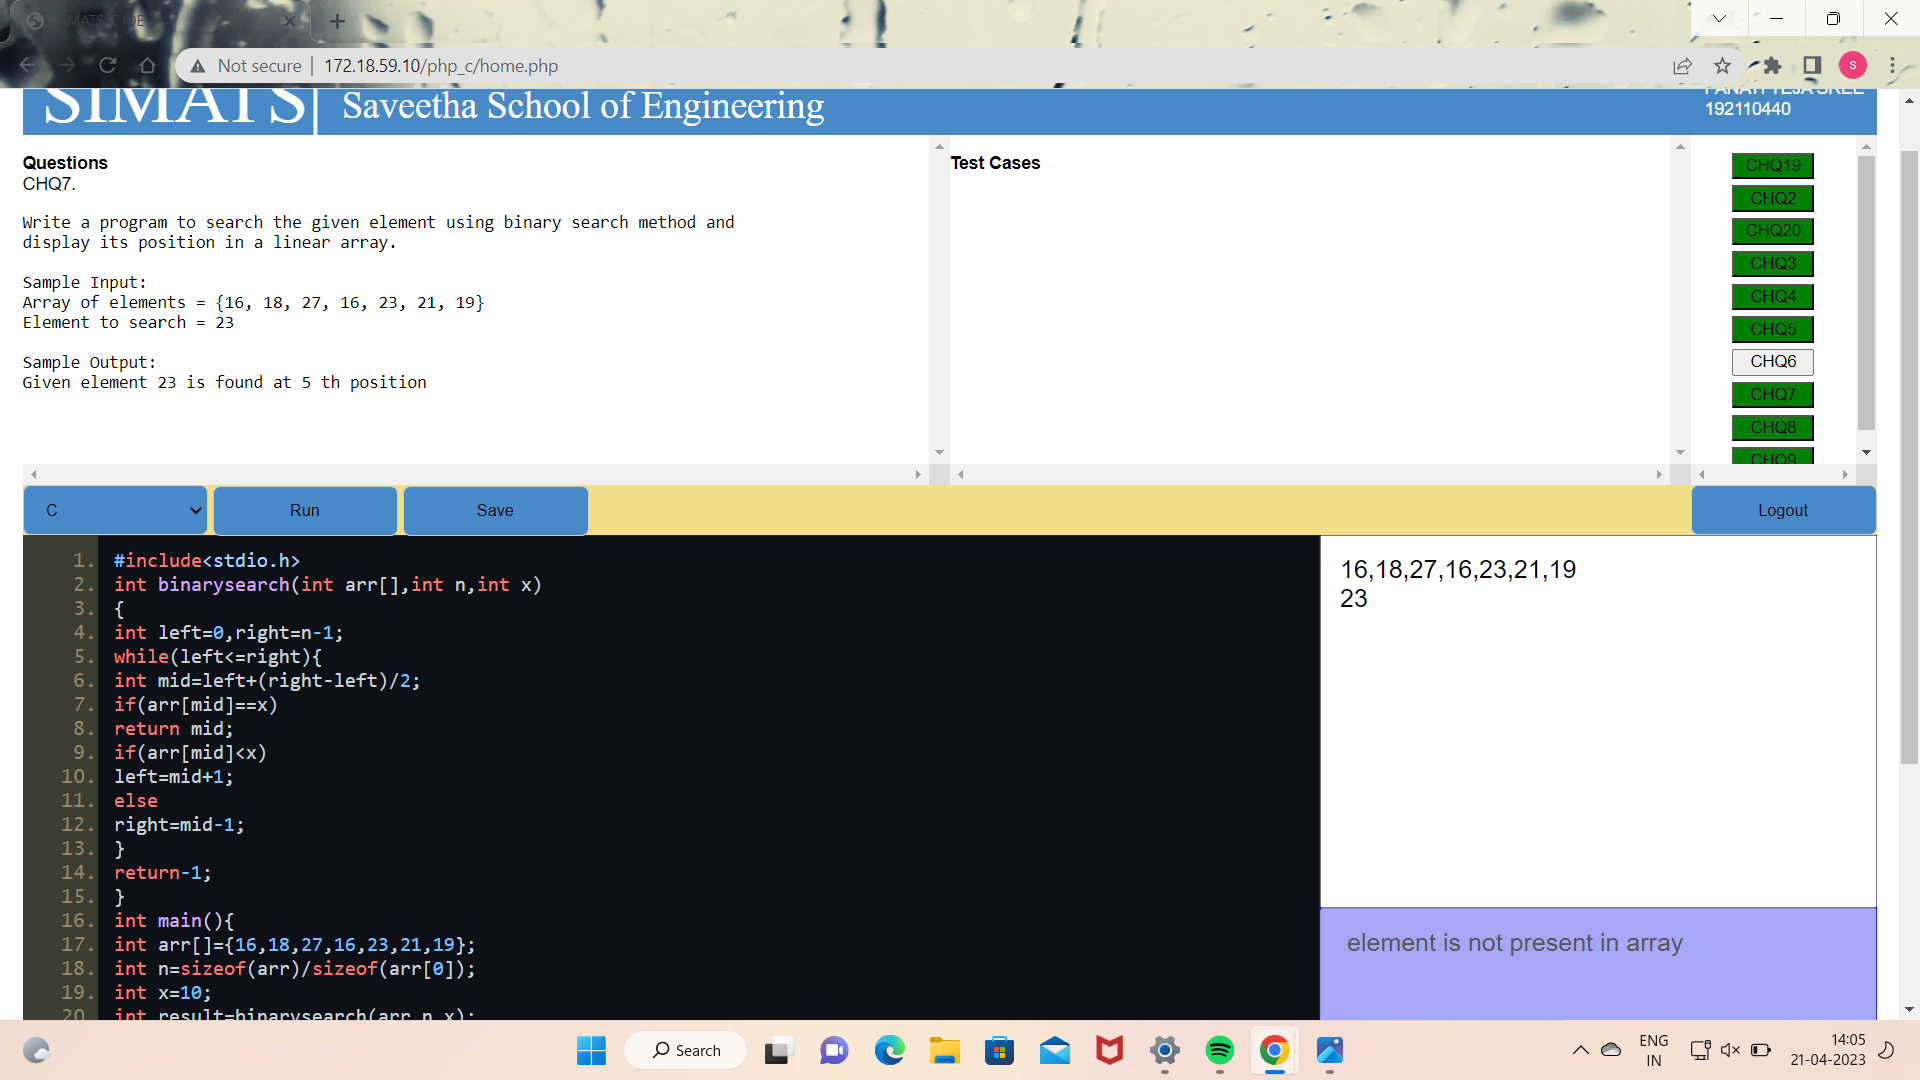 SIMATS C IDE
Not secure
172.18.59.10/php_c/home.php
S
SIMATS
Saveetha School of Engineering
192110440
Questions
CHQ7.
Write a program to search the given element using binary search method and
display its position in a linear array.
Sample Input:
Array of elements = {16, 18, 27, 16, 23, 21, 19}
Element to search = 23
Sample Output:
Given element 23 is found at 5 th position
Test Cases
CHQ19
CHQ2
CHQ20
CHQ3
CHQ4
CHQ5
CHQ6
CHQ7
CHQ8
CHQ9
C
Run
Save
Logout
1. #include<stdio.h>
2. int binarysearch(int arr[],int n,int x)
3. {
4. int left=0,right=n-1;
5. while(left<=right){
6. int mid=left+(right-left)/2;
7. if(arr[mid]==x)
8. return mid;
9. if(arr[mid]<x)
10. left=mid+1;
11. else
12. right=mid-1;
13. }
14. return-1;
15. }
16. int main(){
17. int arr[]={16,18,27,16,23,21,19};
18. int n=sizeof(arr)/sizeof(arr[0]);
19. int x=10;
20. int result=binarysearch(arr,n,x);
16,18,27,16,23,21,19
23
element is not present in array
Search
ENG
IN
14:05
21-04-2023